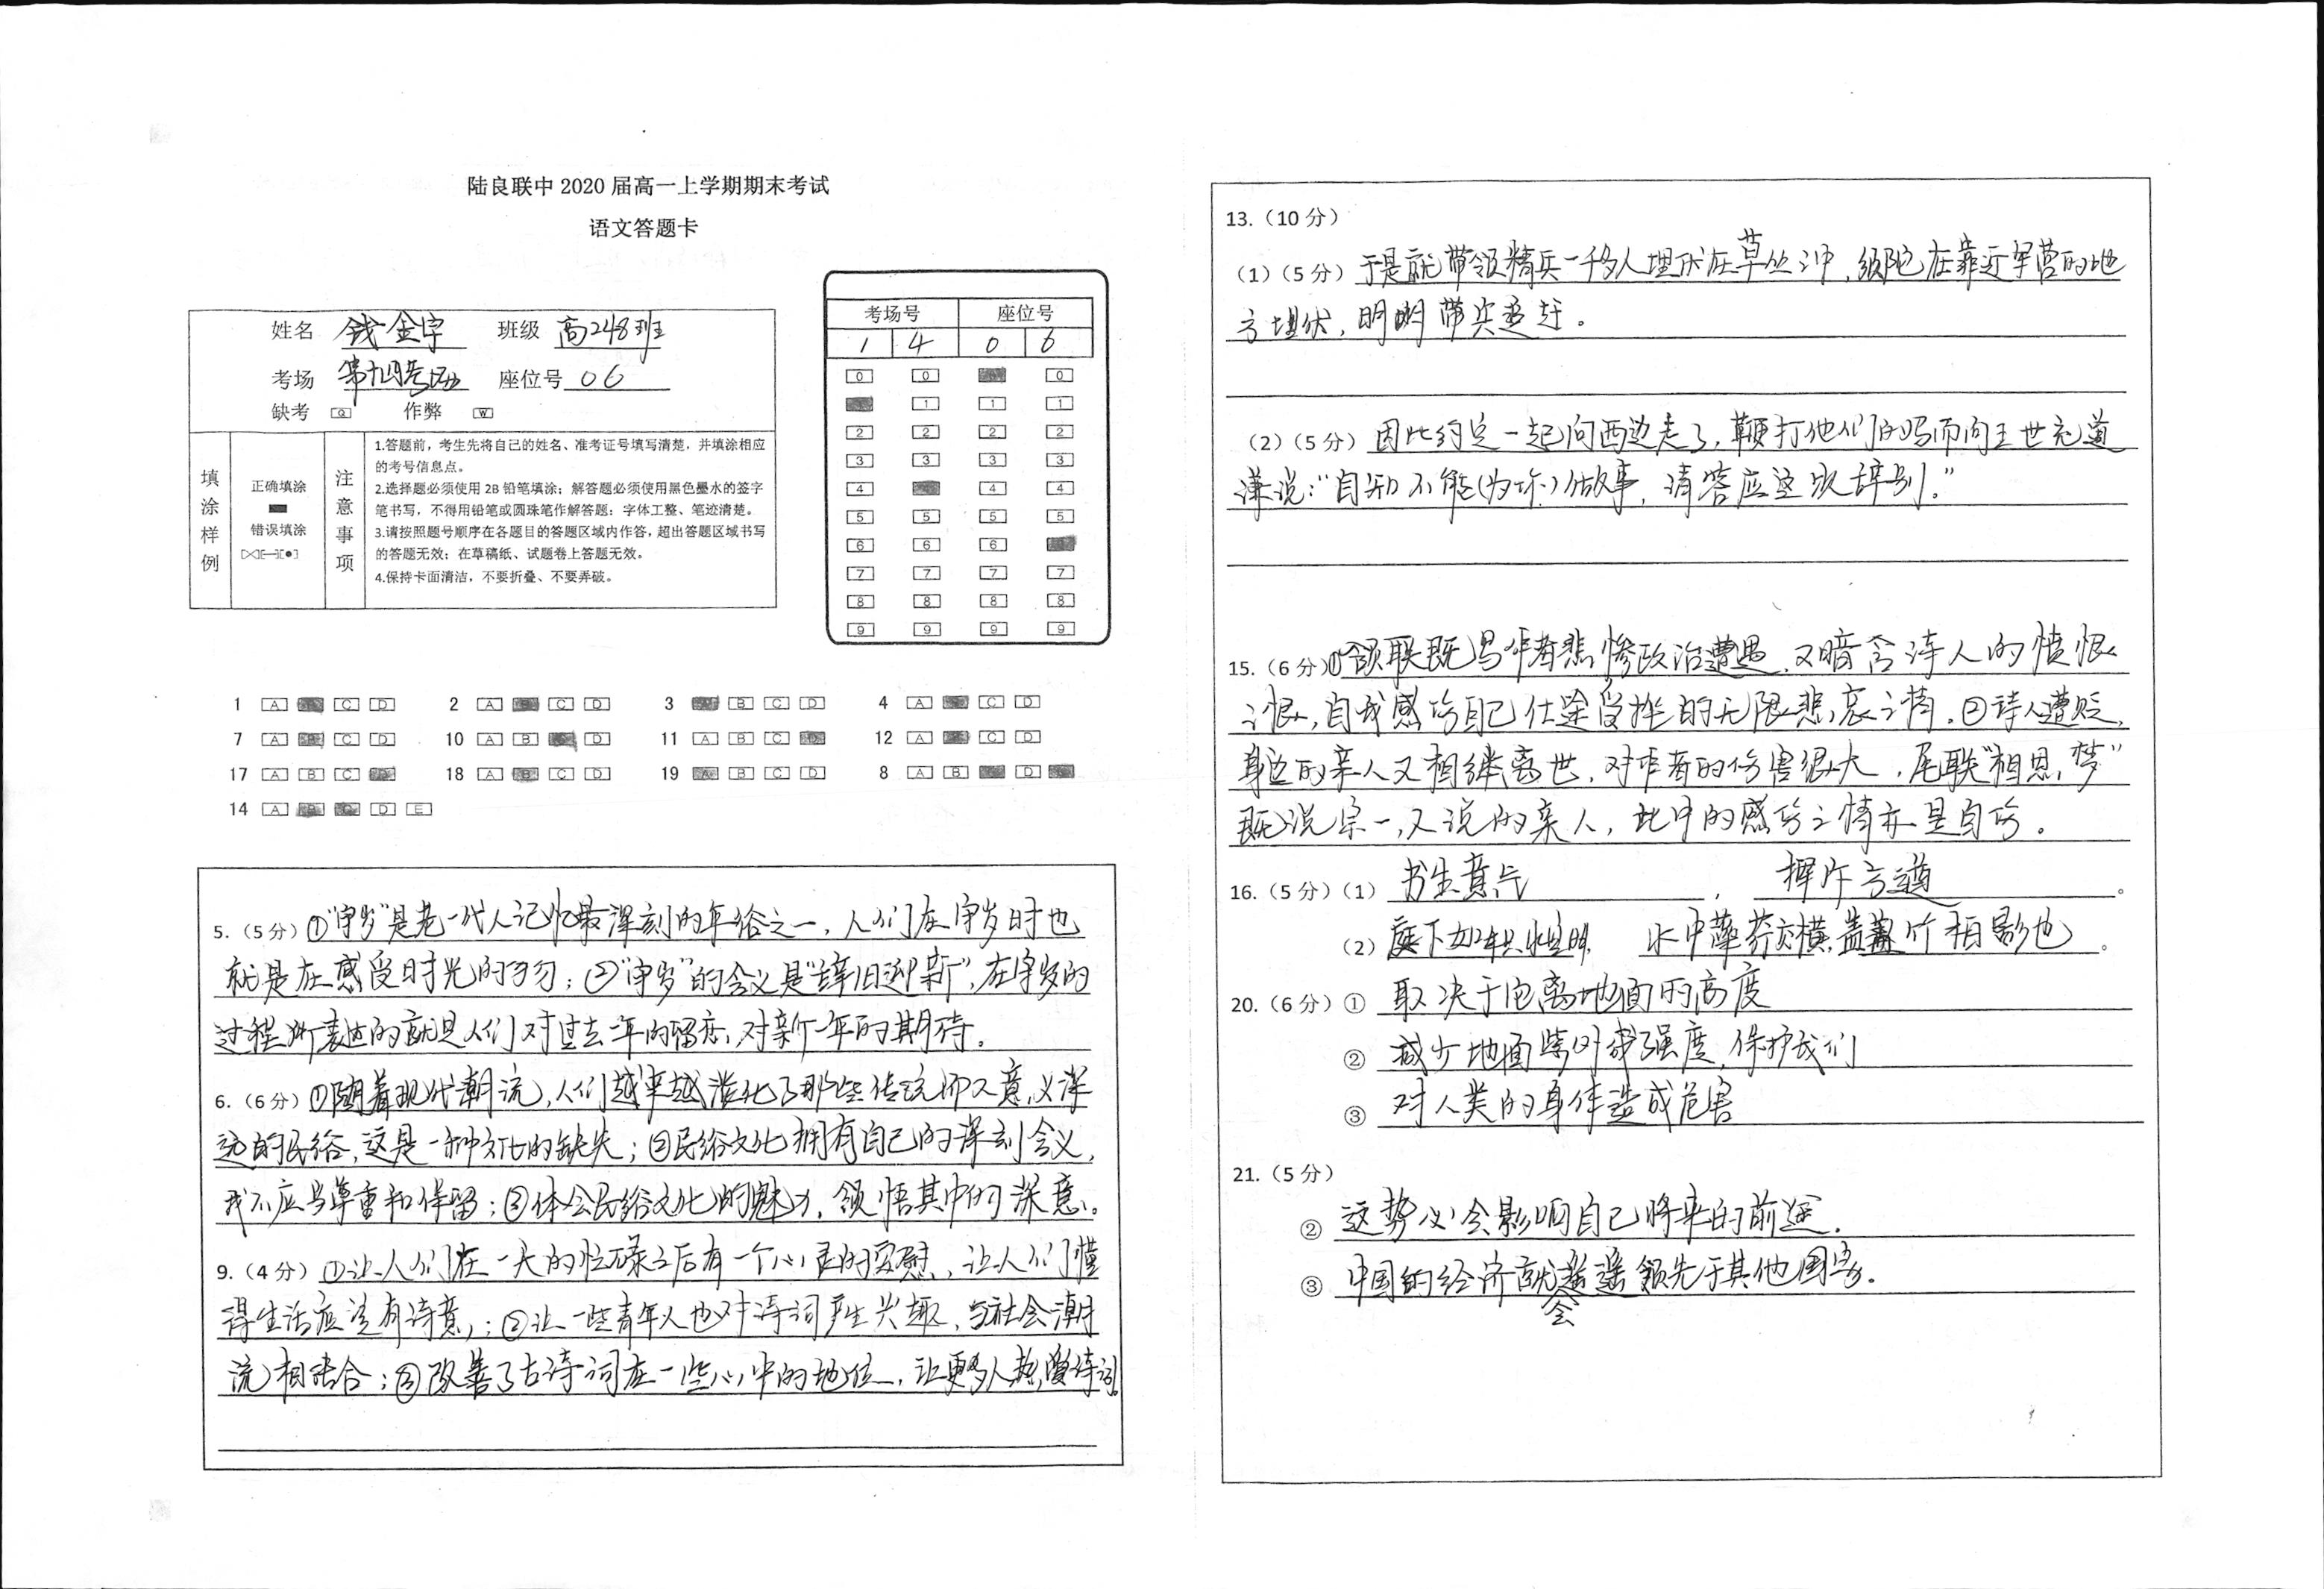 陆良联中 2020 届高一上学期期末考试
语文答题卡
姓名 钱金宇 班级 高248班
考场 第十四考场 座位号 06
缺考 Q 作弊 W
填涂样例
正确填涂
错误填涂
注意事项
1.答题前，考生先将自己的姓名、准考证号填写清楚，并填涂相应
的考号信息点。
2.选择题必须使用 2B 铅笔填涂；解答题必须使用黑色墨水的签字
笔书写，不得用铅笔或圆珠笔作解答题：字体工整、笔迹清楚。
3.请按照题号顺序在各题目的答题区域内作答，超出答题区域书写
的答题无效；在草稿纸、试题卷上答题无效。
4.保持卡面清洁，不要折叠、不要弄破。
考场号 座位号
1 4 0 6
0 0 0
1 1 1
2 2 2 2
3 3 3 3
4 4 4
5 5 5 5
6 6 6
7 7 7 7
8 8 8 8
9 9 9 9
1 A C D 2 A C D 3 B C D 4 A C D
7 A C D 10 A B D 11 A B C 12 A C D
17 A B C 18 A C D 19 B C D 8 A B D
14 A D E
5.（5 分）①“守岁”是老一代人记忆最深刻的年俗之一，人们在守岁时也
就是在感受时光的；②“守岁”的含义是“辞旧迎新”，在守岁的
过程所表达的就是人们对过去一年的留恋，对新一年的期待。
6.（6 分）①随着现代潮流，人们越来越淡化了那些传统而又意义深
远的民俗，这是一种文化的缺失；②民俗文化拥有自己的深刻含义，
我们应当尊重和保留；③体会民俗文化的魅力，领悟其中的深意。
9.（4 分）①让人们在一天的忙碌之后有一个心灵的安慰，让人们懂
得生活应该有诗意；②让一些青年人也对诗词产生兴趣，与社会潮
流相结合；③改善了古诗词在一些心中的地位，让更多人热爱诗词。
13.（10 分）
（1）（5 分）于是就带领精兵一千多人埋伏在草丛之中，须陀在靠近军营的地
方埋伏，明朗带兵追赶。
（2）（5 分）因此约定一起向西边走了，鞭打他们的马而向王世充道
谦说：“自知不能（为你）做事，请答应这次辞别。”
15.（6 分）①颔联既写作者悲惨政治遭遇，又暗含诗人的愤恨
之恨，自我感伤自己仕途受挫的无限悲哀之情。②诗人遭贬，
身边的亲人又相继离世，对作者的伤害很大，尾联“相思梦”
既说宗一，又说的亲人，此中的感伤之情亦是自伤。
16.（5 分）（1）书生意气，挥斥方遒。
（2）庭下如积水空明 水中藻荇交横，盖竹柏影也。
20.（6 分）① 取决于它离地面的高度
② 减少地面紫外线强度，保护我们
③ 对人类的身体造成危害
21.（5 分）
② 这势必会影响自己将来的前途.
③ 中国的经济就会遥遥领先于其他国家.